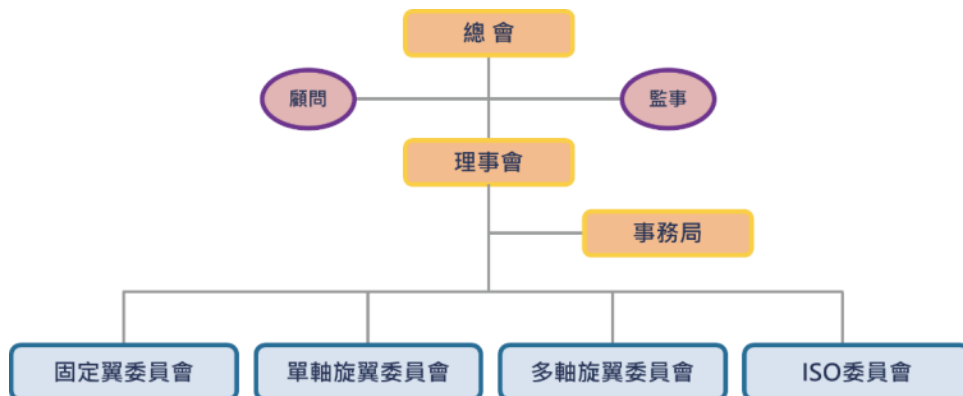 總 會
顧問
監事
理事會
事務局
固定翼委員會
單軸旋翼委員會
多軸旋翼委員會
ISO委員會